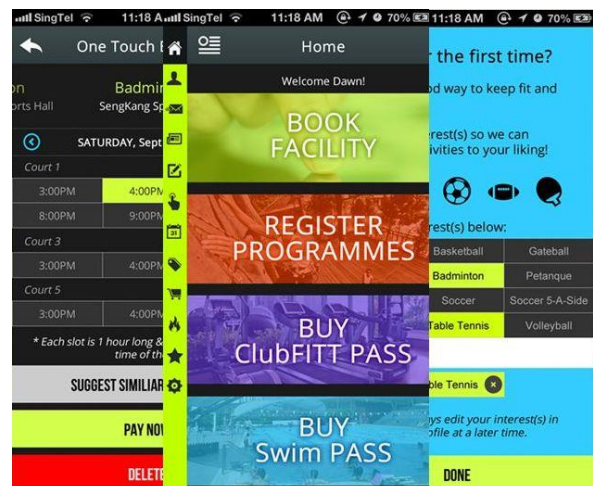 SingTel 11:18 A
One Touch B
on Badmin
orts Hall SengKang Sp
SATURDAY, Sept
Court 1
3:00PM 4:00PM
8:00PM 9:00PM
Court 3
3:00PM 4:00PM
Court 5
3:00PM 4:00PM
* Each slot is 1 hour long &
time of the
SUGGEST SIMILIAR
PAY NOW
DELETE
31
SingTel 11:18 AM 70%
Home
Welcome Dawn!
BOOK
FACILITY
REGISTER
PROGRAMMES
BUY
ClubFITT PASS
BUY
Swim PASS
11:18 AM 70%
r the first time?
od way to keep fit and
erest(s) so we can
ivities to your liking!
rest(s) below:
Basketball Gateball
Badminton Petanque
Soccer Soccer 5-A-Side
Table Tennis Volleyball
ble Tennis
ys edit your interest(s) in
ofile at a later time.
DONE